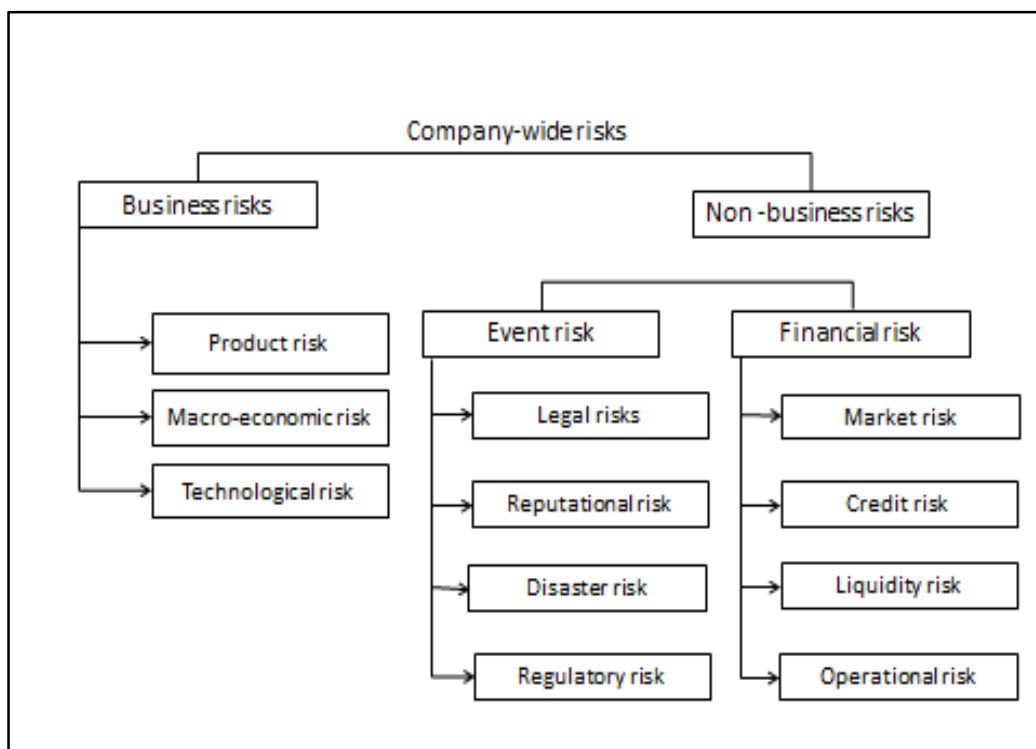 Company-wide risks
Business risks
Non -business risks
Product risk
Macro-economic risk
Technological risk
Event risk
Financial risk
Legal risks
Reputational risk
Disaster risk
Regulatory risk
Market risk
Credit risk
Liquidity risk
Operational risk